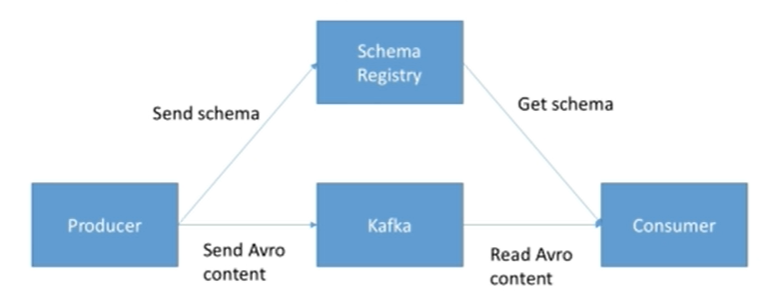 Schema
Registry
Send schema
Get schema
Producer
Kafka
Consumer
Send Avro
content
Read Avro
content